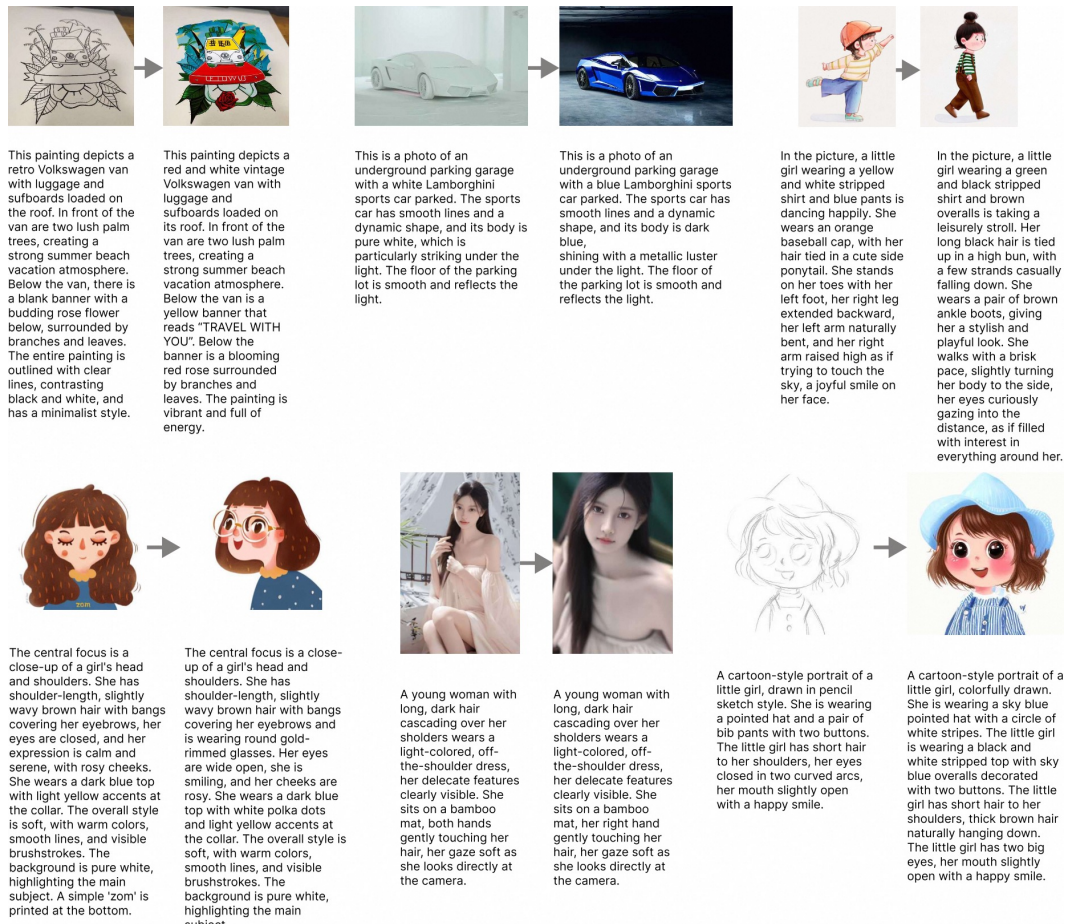 This painting depicts a
retro Volkswagen van
with luggage and
sufboards loaded on
the roof. In front of the
van are two lush palm
trees, creating a
strong summer beach
vacation atmosphere.
Below the van, there is
a blank banner with a
budding rose flower
below, surrounded by
branches and leaves.
The entire painting is
outlined with clear
lines, contrasting
black and white, and
has a minimalist style.
This painting depicts a
red and white vintage
Volkswagen van with
luggage and
sufboards loaded on
its roof. In front of the
van are two lush palm
trees, creating a
strong summer beach
vacation atmosphere.
Below the van is a
yellow banner that
reads “TRAVEL WITH
YOU”. Below the
banner is a blooming
red rose surrounded
by branches and
leaves. The painting is
vibrant and full of
energy.
This is a photo of an
underground parking garage
with a white Lamborghini
sports car parked. The sports
car has smooth lines and a
dynamic shape, and its body is
pure white, which is
particularly striking under the
light. The floor of the parking
lot is smooth and reflects the
light.
This is a photo of an
underground parking garage
with a blue Lamborghini sports
car parked. The sports car has
smooth lines and a dynamic
shape, and its body is dark
blue,
shining with a metallic luster
under the light. The floor of
the parking lot is smooth and
reflects the light.
In the picture, a little
girl wearing a yellow
and white stripped
shirt and blue pants is
dancing happily. She
wears an orange
baseball cap, with her
hair tied in a cute side
ponytail. She stands
on her toes with her
left foot, her right leg
extended backward,
her left arm naturally
bent, and her right
arm raised high as if
trying to touch the
sky, a joyful smile on
her face.
In the picture, a little
girl wearing a green
and black stripped
shirt and brown
overalls is taking a
leisurely stroll. Her
long black hair is tied
up in a high bun, with
a few strands casually
falling down. She
wears a pair of brown
ankle boots, giving
her a stylish and
playful look. She
walks with a brisk
pace, slightly turning
her body to the side,
her eyes curiously
gazing into the
distance, as if filled
with interest in
everything around her.
zom
The central focus is a
close-up of a girl's head
and shoulders. She has
shoulder-length, slightly
wavy brown hair with bangs
covering her eyebrows, her
eyes are closed, and her
expression is calm and
serene, with rosy cheeks.
She wears a dark blue top
with light yellow accents at
the collar. The overall style
is soft, with warm colors,
smooth lines, and visible
brushstrokes. The
background is pure white,
highlighting the main
subject. A simple 'zom' is
printed at the bottom.
The central focus is a close-
up of a girl's head and
shoulders. She has
shoulder-length, slightly
wavy brown hair with bangs
covering her eyebrows and
is wearing round gold-
rimmed glasses. Her eyes
are wide open, she is
smiling, and her cheeks are
rosy. She wears a dark blue
top with white polka dots
and light yellow accents at
the collar. The overall style is
soft, with warm colors,
smooth lines, and visible
brushstrokes. The
background is pure white,
highlighting the main
subject.
A young woman with
long, dark hair
cascading over her
sholders wears a
light-colored, off-
the-shoulder dress,
her delicate features
clearly visible. She
sits on a bamboo
mat, both hands
gently touching her
hair, her gaze soft as
she looks directly at
the camera.
A young woman with
long, dark hair
cascading over her
sholders wears a
light-colored, off-
the-shoulder dress,
her delicate features
clearly visible. She
sits on a bamboo
mat, her right hand
gently touching her
hair, her gaze soft as
she looks directly at
the camera.
A cartoon-style portrait of a
little girl, drawn in pencil
sketch style. She is wearing
a pointed hat and a pair of
bib pants with two buttons.
The little girl has short hair
to her shoulders, her eyes
closed in two curved arcs,
her mouth slightly open
with a happy smile.
A cartoon-style portrait of a
little girl, colorfully drawn.
She is wearing a sky blue
pointed hat with a circle of
white stripes. The little girl
is wearing a black and
white stripped top with sky
blue overalls decorated
with two buttons. The little
girl has short hair to her
shoulders, thick brown hair
naturally hanging down.
The little girl has two big
eyes, her mouth slightly
open with a happy smile.